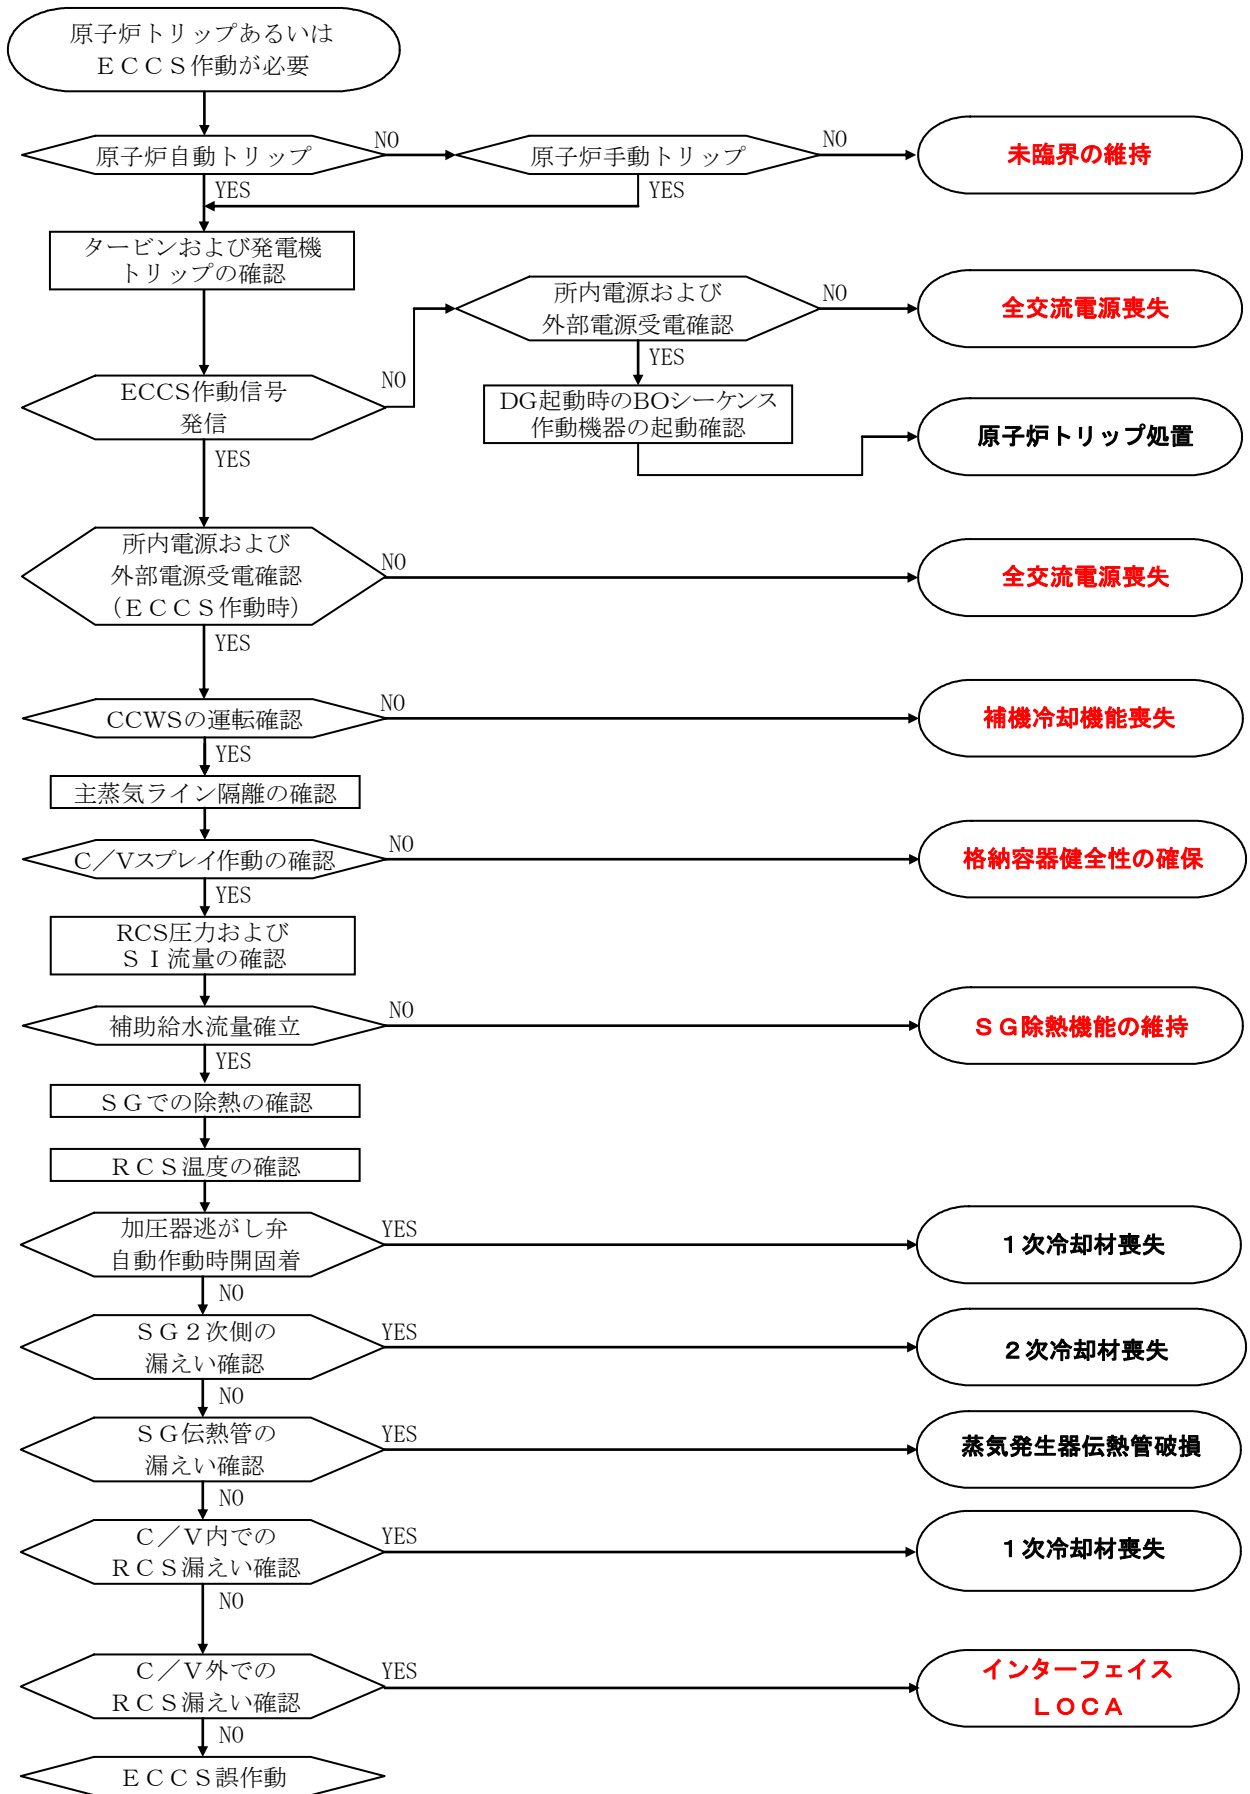 原子炉トリップあるいは
ＥＣＣＳ作動が必要
原子炉自動トリップ
NO
原子炉手動トリップ
NO
未臨界の維持
YES
YES
タービンおよび発電機
トリップの確認
所内電源および
外部電源受電確認
NO
全交流電源喪失
YES
ECCS作動信号
発信
NO
DG起動時のBOシーケンス
作動機器の起動確認
原子炉トリップ処置
YES
所内電源および
外部電源受電確認
（ＥＣＣＳ作動時）
NO
全交流電源喪失
YES
CCWSの運転確認
NO
補機冷却機能喪失
YES
主蒸気ライン隔離の確認
C／Vスプレイ作動の確認
NO
格納容器健全性の確保
YES
RCS圧力および
ＳＩ流量の確認
補助給水流量確立
NO
ＳＧ除熱機能の維持
YES
ＳＧでの除熱の確認
ＲＣＳ温度の確認
加圧器逃がし弁
自動作動時開固着
YES
１次冷却材喪失
NO
ＳＧ２次側の
漏えい確認
YES
２次冷却材喪失
NO
ＳＧ伝熱管の
漏えい確認
YES
蒸気発生器伝熱管破損
NO
Ｃ／Ｖ内での
ＲＣＳ漏えい確認
YES
１次冷却材喪失
NO
Ｃ／Ｖ外での
ＲＣＳ漏えい確認
YES
インターフェイス
ＬＯＣＡ
NO
ＥＣＣＳ誤作動